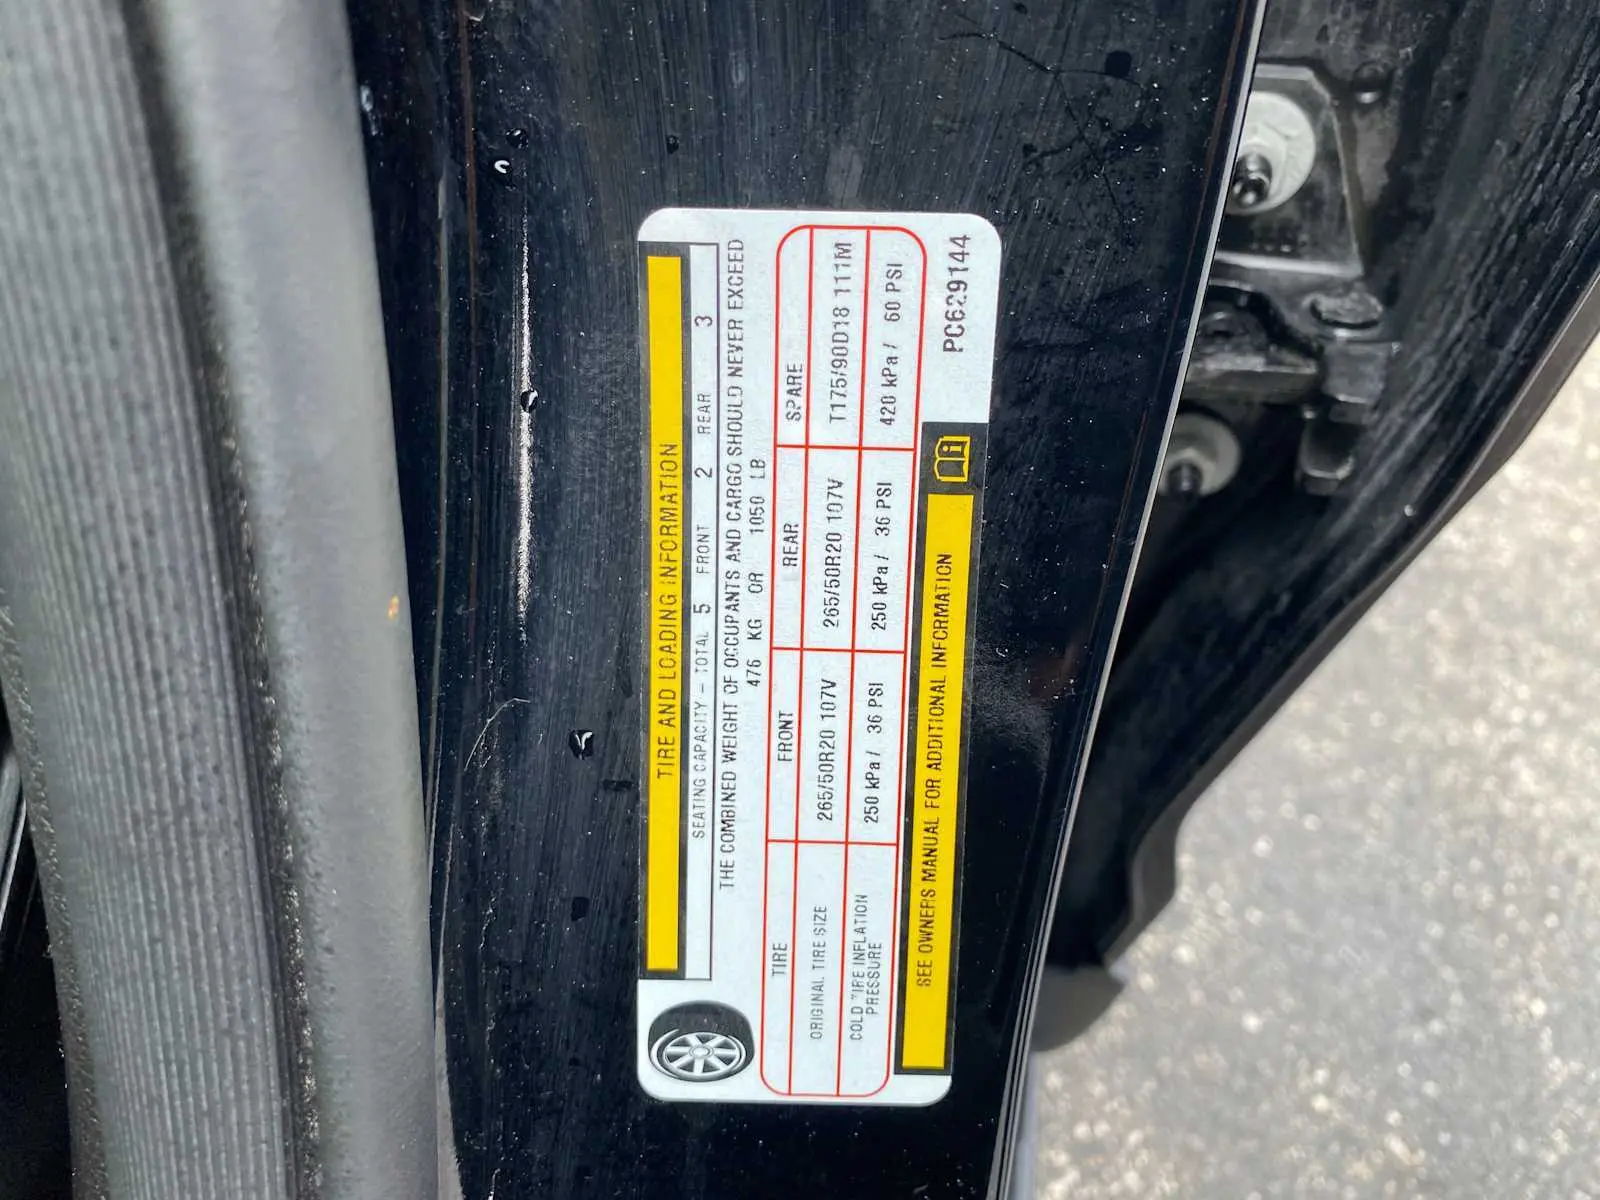 TIRE AND LOADING INFORMATION
SEATING CAPACITY – TOTAL 5 FRONT 2 REAR 3
THE COMBINED WEIGHT OF OCCUPANTS AND CARGO SHOULD NEVER EXCEED
476 KG OR 1050 LB
TIRE FRONT REAR SPARE
ORIGINAL TIRE SIZE 265/50R20 107V 265/50R20 107V T175/90D18 111M
COLD TIRE INFLATION PRESSURE 250 kPa / 36 PSI 250 kPa / 36 PSI 420 kPa / 60 PSI
SEE OWNERS MANUAL FOR ADDITIONAL INFORMATION
PC629144